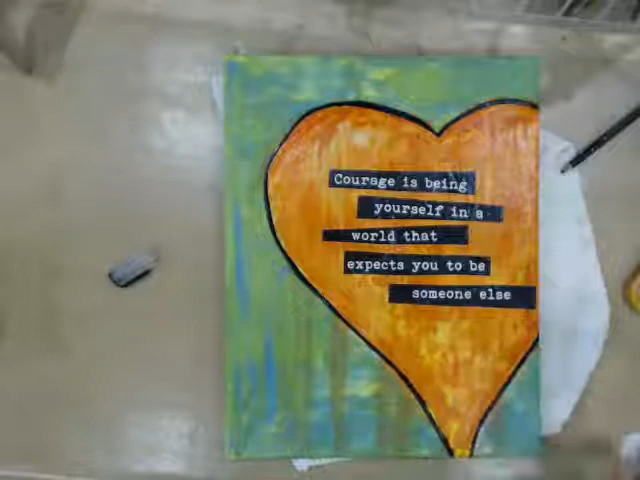 Courage is being
yourself in a
world that
expects you to be
someone else